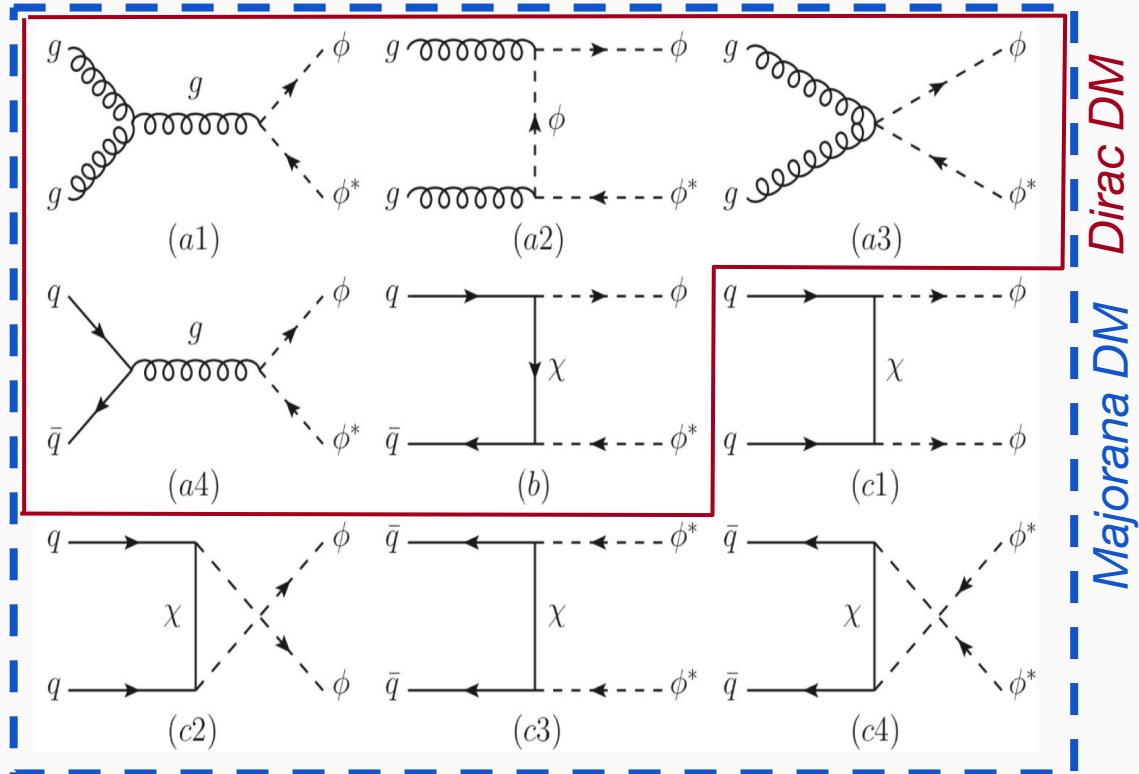 g
g
ϕ
g
ϕ*
(a1)
g
ϕ
ϕ
g
ϕ*
(a2)
g
ϕ
g
ϕ*
(a3)
Dirac DM
q
g
ϕ
q̄
ϕ*
(a4)
q
ϕ
χ
q̄
ϕ*
(b)
q
ϕ
χ
q
ϕ
(c1)
Majorana DM
q
ϕ
χ
q
ϕ
(c2)
q̄
ϕ*
χ
q̄
ϕ*
(c3)
q̄
ϕ*
χ
q̄
ϕ*
(c4)